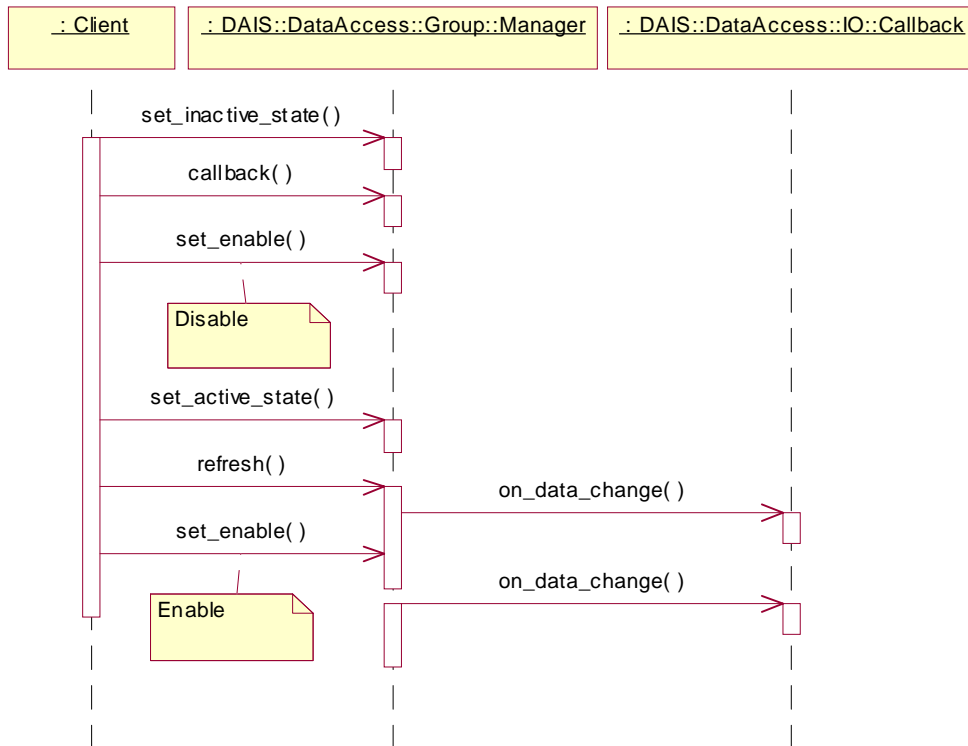 : Client
: DAIS::DataAccess::Group::Manager
: DAIS::DataAccess::IO::Callback
set_inactive_state( )
callback( )
set_enable( )
Disable
set_active_state( )
refresh( )
on_data_change( )
set_enable( )
on_data_change( )
Enable